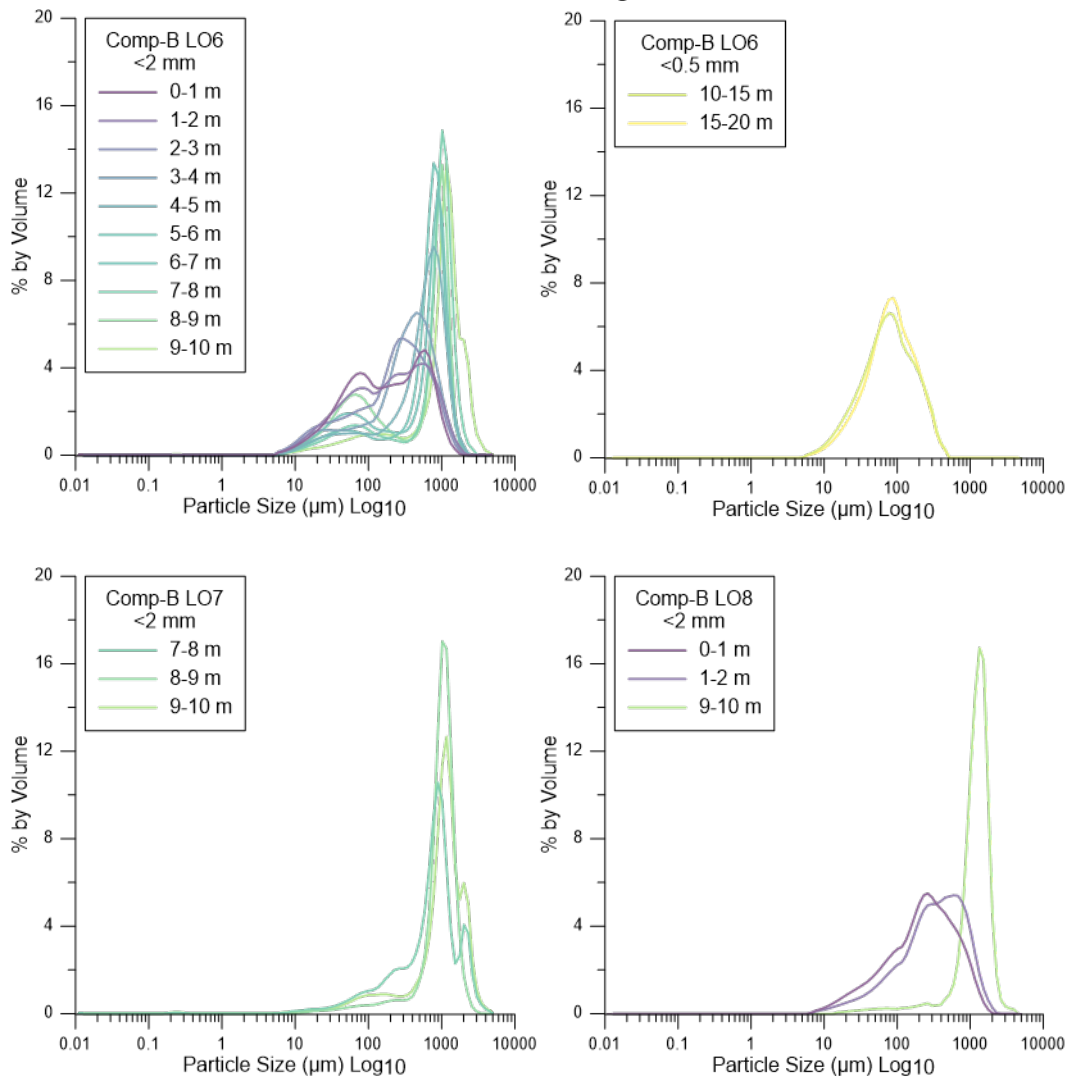 20
16
12
8
4
0
% by Volume
Comp-B LO6
<2 mm
0-1 m
1-2 m
2-3 m
3-4 m
4-5 m
5-6 m
6-7 m
7-8 m
8-9 m
9-10 m
0.01 0.1 1 10 100 1000 10000
Particle Size (µm) Log10
20
16
12
8
4
0
% by Volume
Comp-B LO6
<0.5 mm
10-15 m
15-20 m
0.01 0.1 1 10 100 1000 10000
Particle Size (µm) Log10
20
16
12
8
4
0
% by Volume
Comp-B LO7
<2 mm
7-8 m
8-9 m
9-10 m
0.01 0.1 1 10 100 1000 10000
Particle Size (µm) Log10
20
16
12
8
4
0
% by Volume
Comp-B LO8
<2 mm
0-1 m
1-2 m
9-10 m
0.01 0.1 1 10 100 1000 10000
Particle Size (µm) Log10